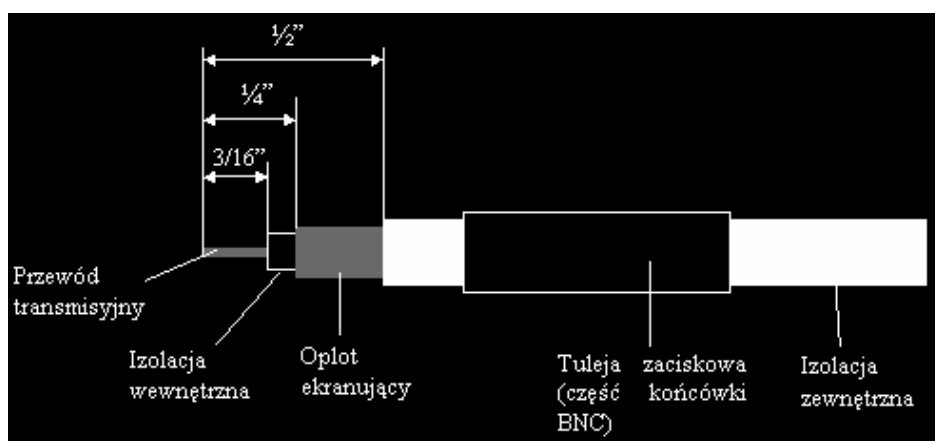 ½”
¼”
3/16”
Przewód
transmisyjny
Izolacja
wewnętrzna
Oplot
ekranujący
Tuleja zaciskowa
(część końcówki
BNC)
Izolacja
zewnętrzna